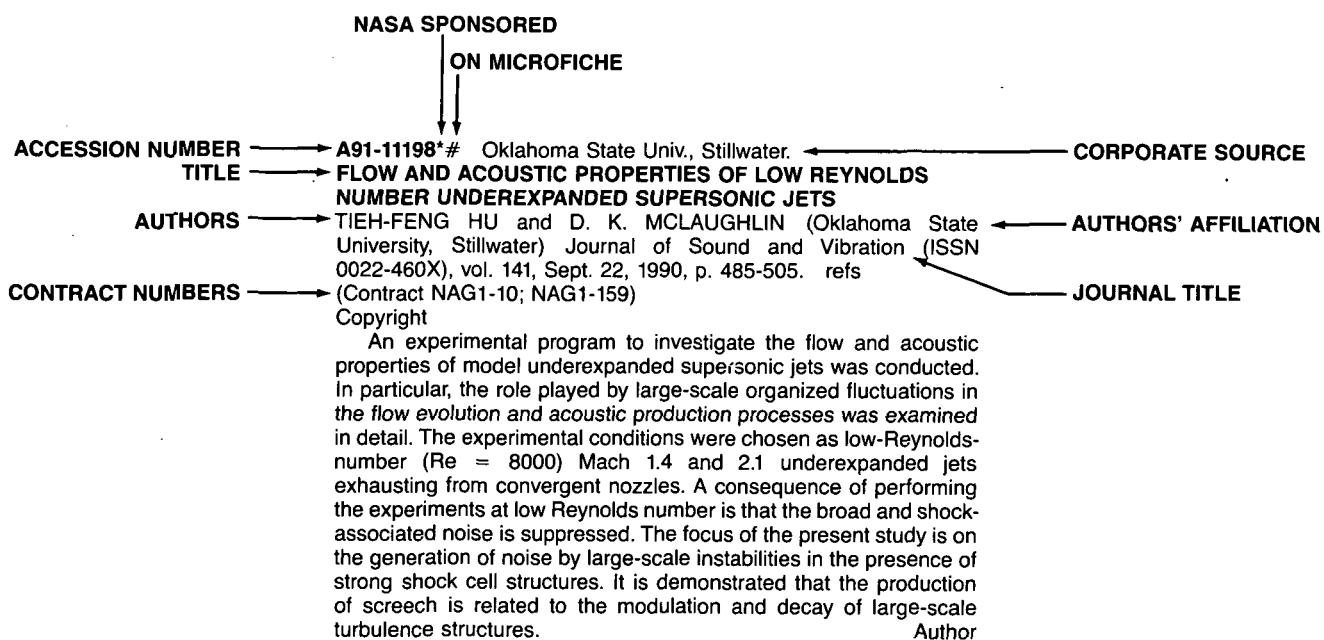 NASA SPONSORED
ON MICROFICHE
ACCESSION NUMBER A91-11198*# Oklahoma State Univ., Stillwater. CORPORATE SOURCE
TITLE FLOW AND ACOUSTIC PROPERTIES OF LOW REYNOLDS
NUMBER UNDEREXPANDED SUPERSONIC JETS
AUTHORS TIEH-FENG HU and D. K. MCLAUGHLIN (Oklahoma State AUTHORS' AFFILIATION
University, Stillwater) Journal of Sound and Vibration (ISSN
0022-460X), vol. 141, Sept. 22, 1990, p. 485-505. refs
CONTRACT NUMBERS (Contract NAG1-10; NAG1-159) JOURNAL TITLE
Copyright
An experimental program to investigate the flow and acoustic
properties of model underexpanded supersonic jets was conducted.
In particular, the role played by large-scale organized fluctuations in
the flow evolution and acoustic production processes was examined
in detail. The experimental conditions were chosen as low-Reynolds-
number (Re = 8000) Mach 1.4 and 2.1 underexpanded jets
exhausting from convergent nozzles. A consequence of performing
the experiments at low Reynolds number is that the broad and shock-
associated noise is suppressed. The focus of the present study is on
the generation of noise by large-scale instabilities in the presence of
strong shock cell structures. It is demonstrated that the production
of screech is related to the modulation and decay of large-scale
turbulence structures. Author